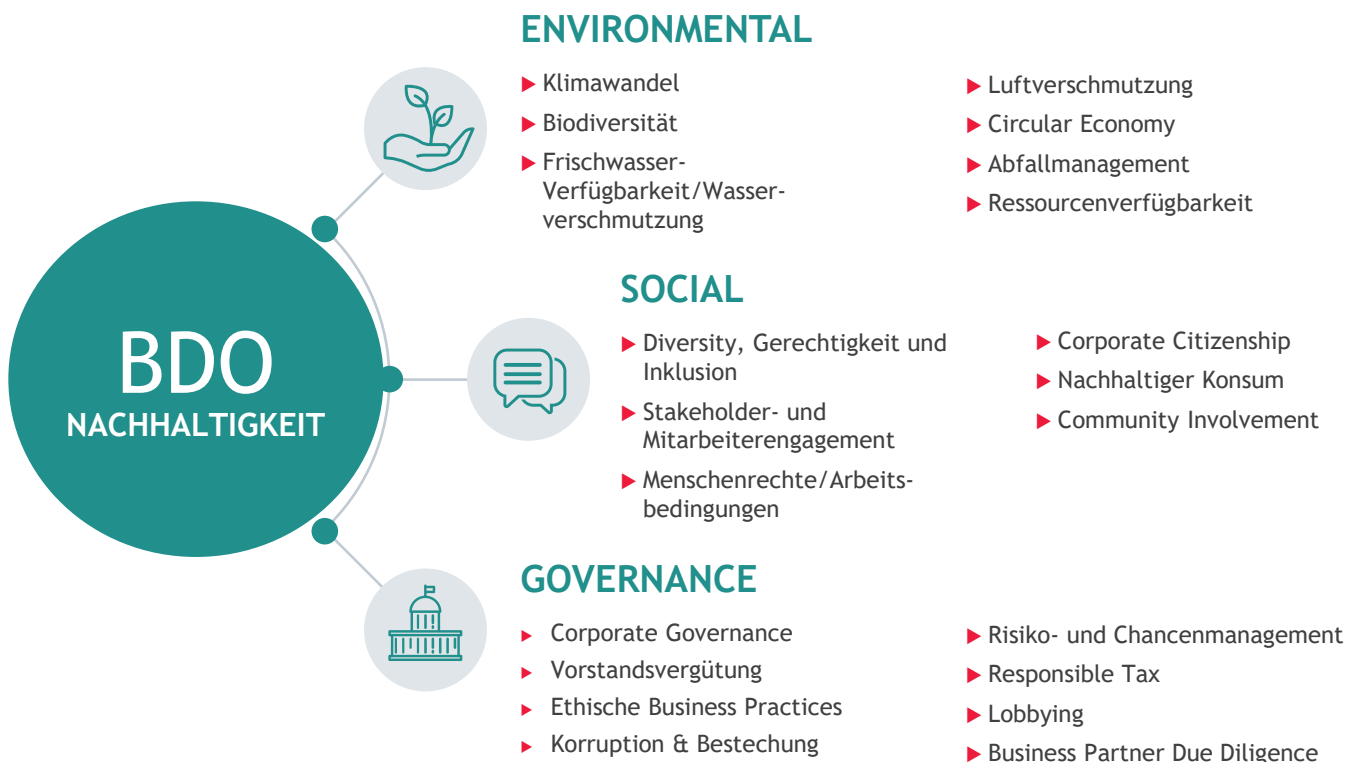 BDO
NACHHALTIGKEIT
ENVIRONMENTAL
Klimawandel
Biodiversität
Frischwasser-
Verfügbarkeit/Wasser-
verschmutzung
Luftverschmutzung
Circular Economy
Abfallmanagement
Ressourcenverfügbarkeit
SOCIAL
Diversity, Gerechtigkeit und
Inklusion
Stakeholder- und
Mitarbeiterengagement
Menschenrechte/Arbeits-
bedingungen
Corporate Citizenship
Nachhaltiger Konsum
Community Involvement
GOVERNANCE
Corporate Governance
Vorstandsvergütung
Ethische Business Practices
Korruption & Bestechung
Risiko- und Chancenmanagement
Responsible Tax
Lobbying
Business Partner Due Diligence